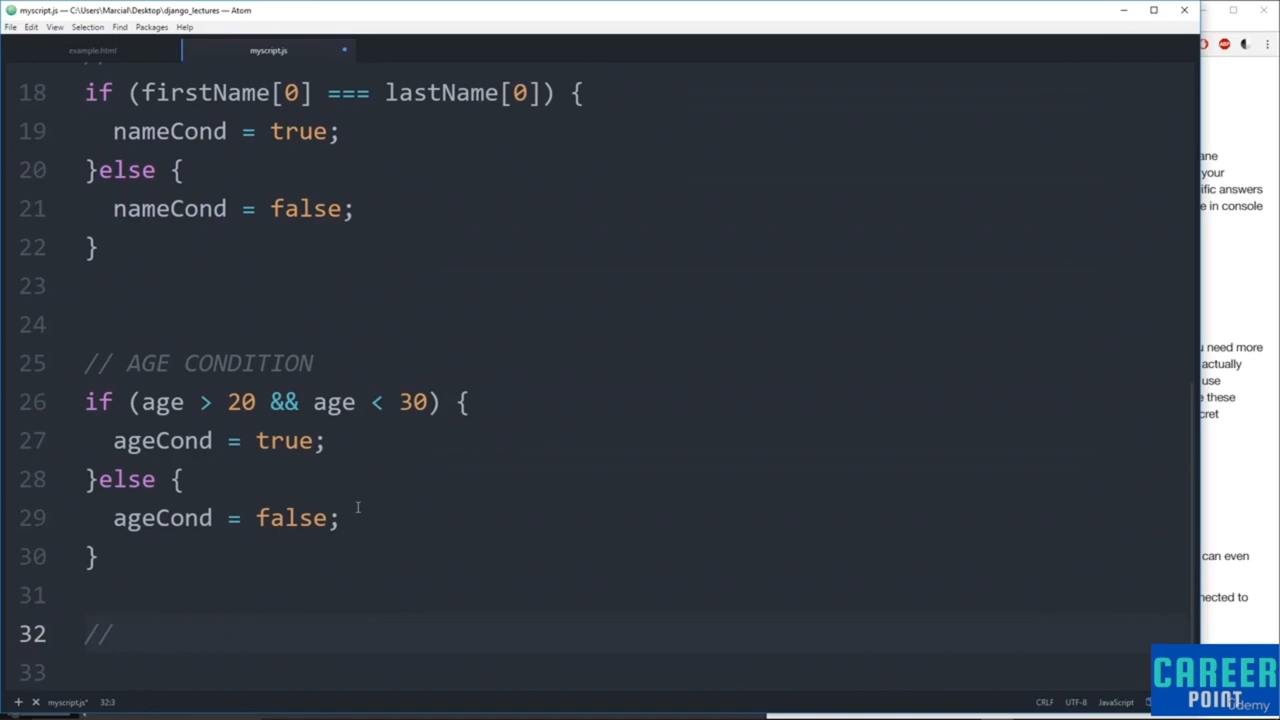 myscript.js — C:\Users\Marcial\Desktop\django_lectures — Atom
File Edit View Selection Find Packages Help
example.html myscript.js
ABP
18 if (firstName[0] === lastName[0]) {
19 nameCond = true;
20 }else {
21 nameCond = false;
22 }
23
24
25 // AGE CONDITION
26 if (age > 20 && age < 30) {
27 ageCond = true;
28 }else {
29 ageCond = false;
30 }
31
32 //
33
ane
your
ific answers
e in console
u need more
actually
use
e these
cret
can even
nected to
+ × myscript.js* 32:3 CRLF UTF-8 JavaScript
CAREER
POINT
Udemy